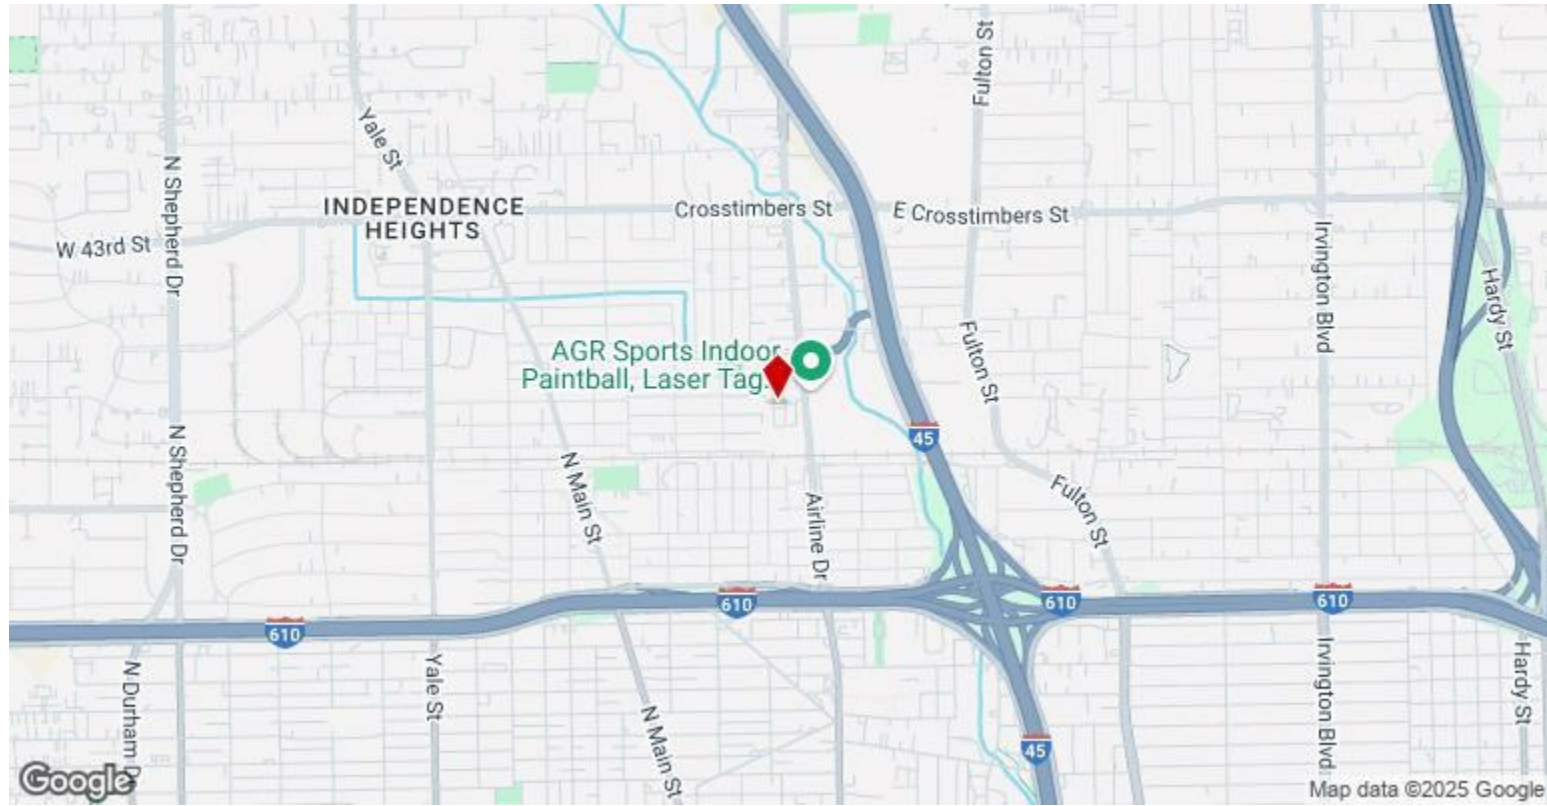 Fulton St
Yale St
N Shepherd Dr
INDEPENDENCE
HEIGHTS
Crosstimbers St
E Crosstimbers St
W 43rd St
Irvington Blvd
Hardy St
AGR Sports Indoor
Paintball, Laser Tag...
Fulton St
45
N Shepherd Dr
N Main St
Airline Dr
Fulton St
610
610
610
610
N Durham Dr
Yale St
N Main St
Irvington Blvd
Hardy St
45
Google
Map data ©2025 Google